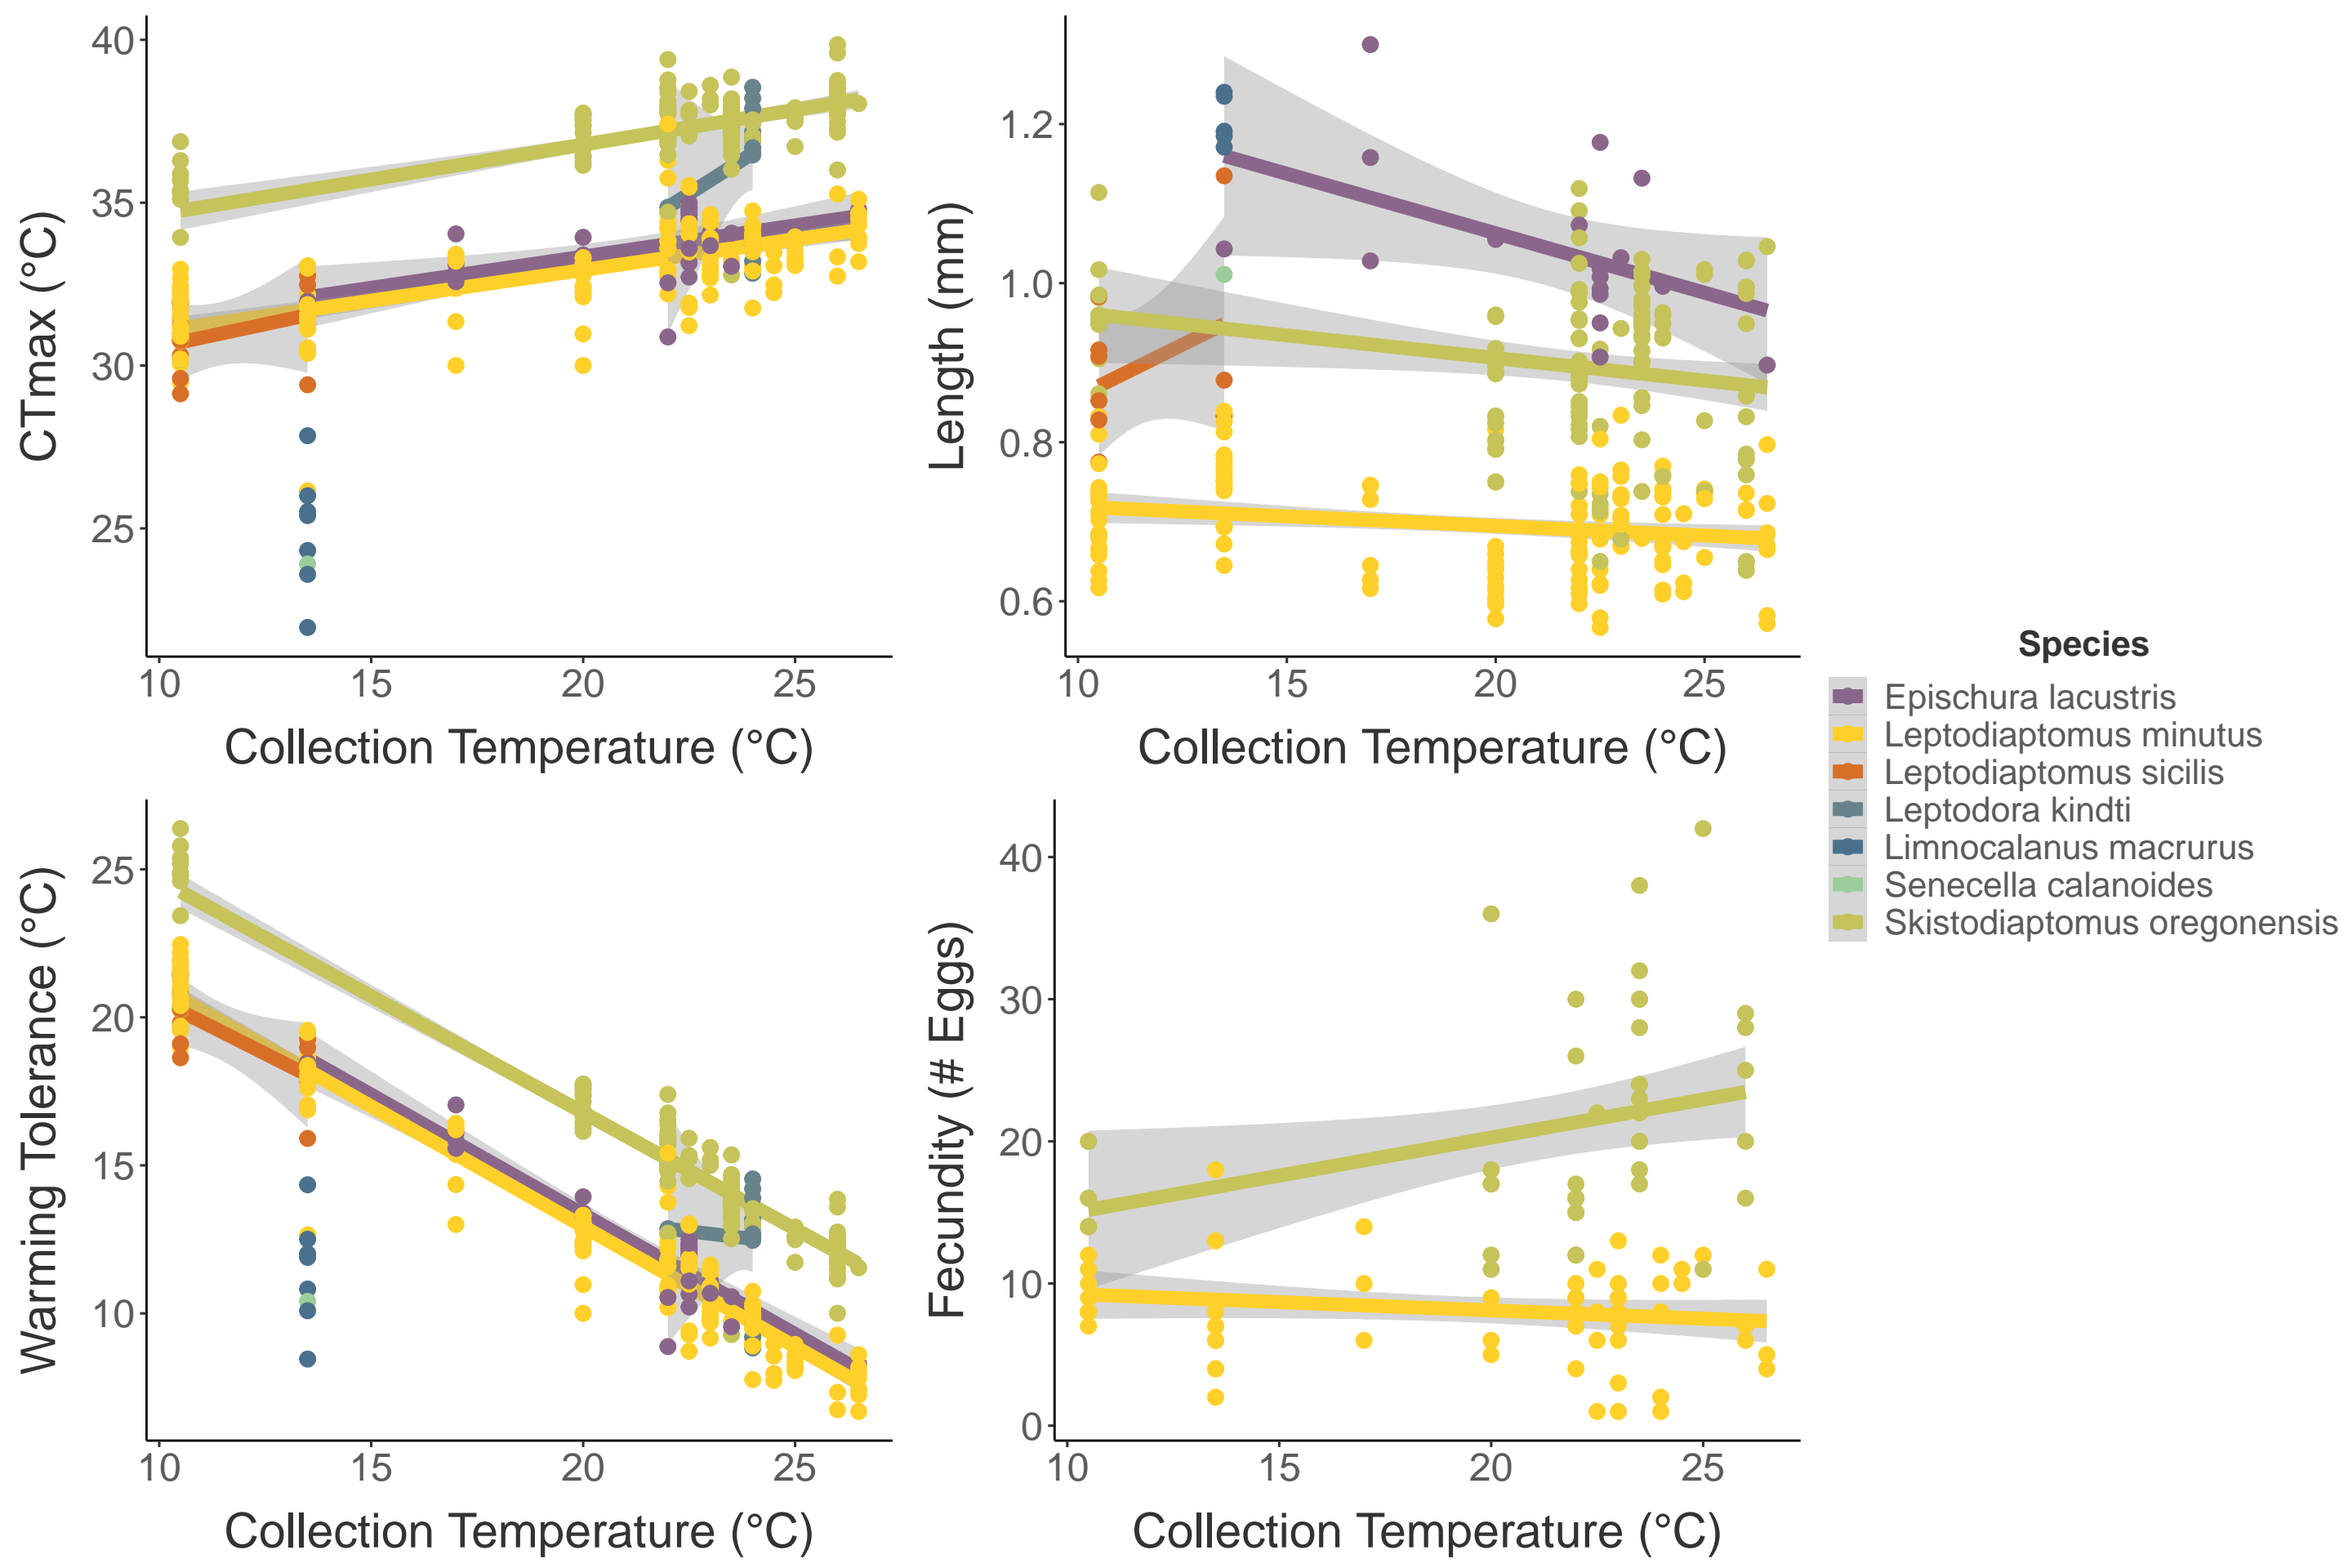 CTmax (°C)
40
35
30
25
10 15 20 25
Collection Temperature (°C)
Length (mm)
1.2
1.0
0.8
0.6
10 15 20 25
Collection Temperature (°C)
Warming Tolerance (°C)
25
20
15
10
10 15 20 25
Collection Temperature (°C)
Fecundity (# Eggs)
40
30
20
10
0
10 15 20 25
Collection Temperature (°C)
Species
Epischura lacustris
Leptodiaptomus minutus
Leptodiaptomus sicilis
Leptodora kindti
Limnocalanus macrurus
Senecella calanoides
Skistodiaptomus oregonensis